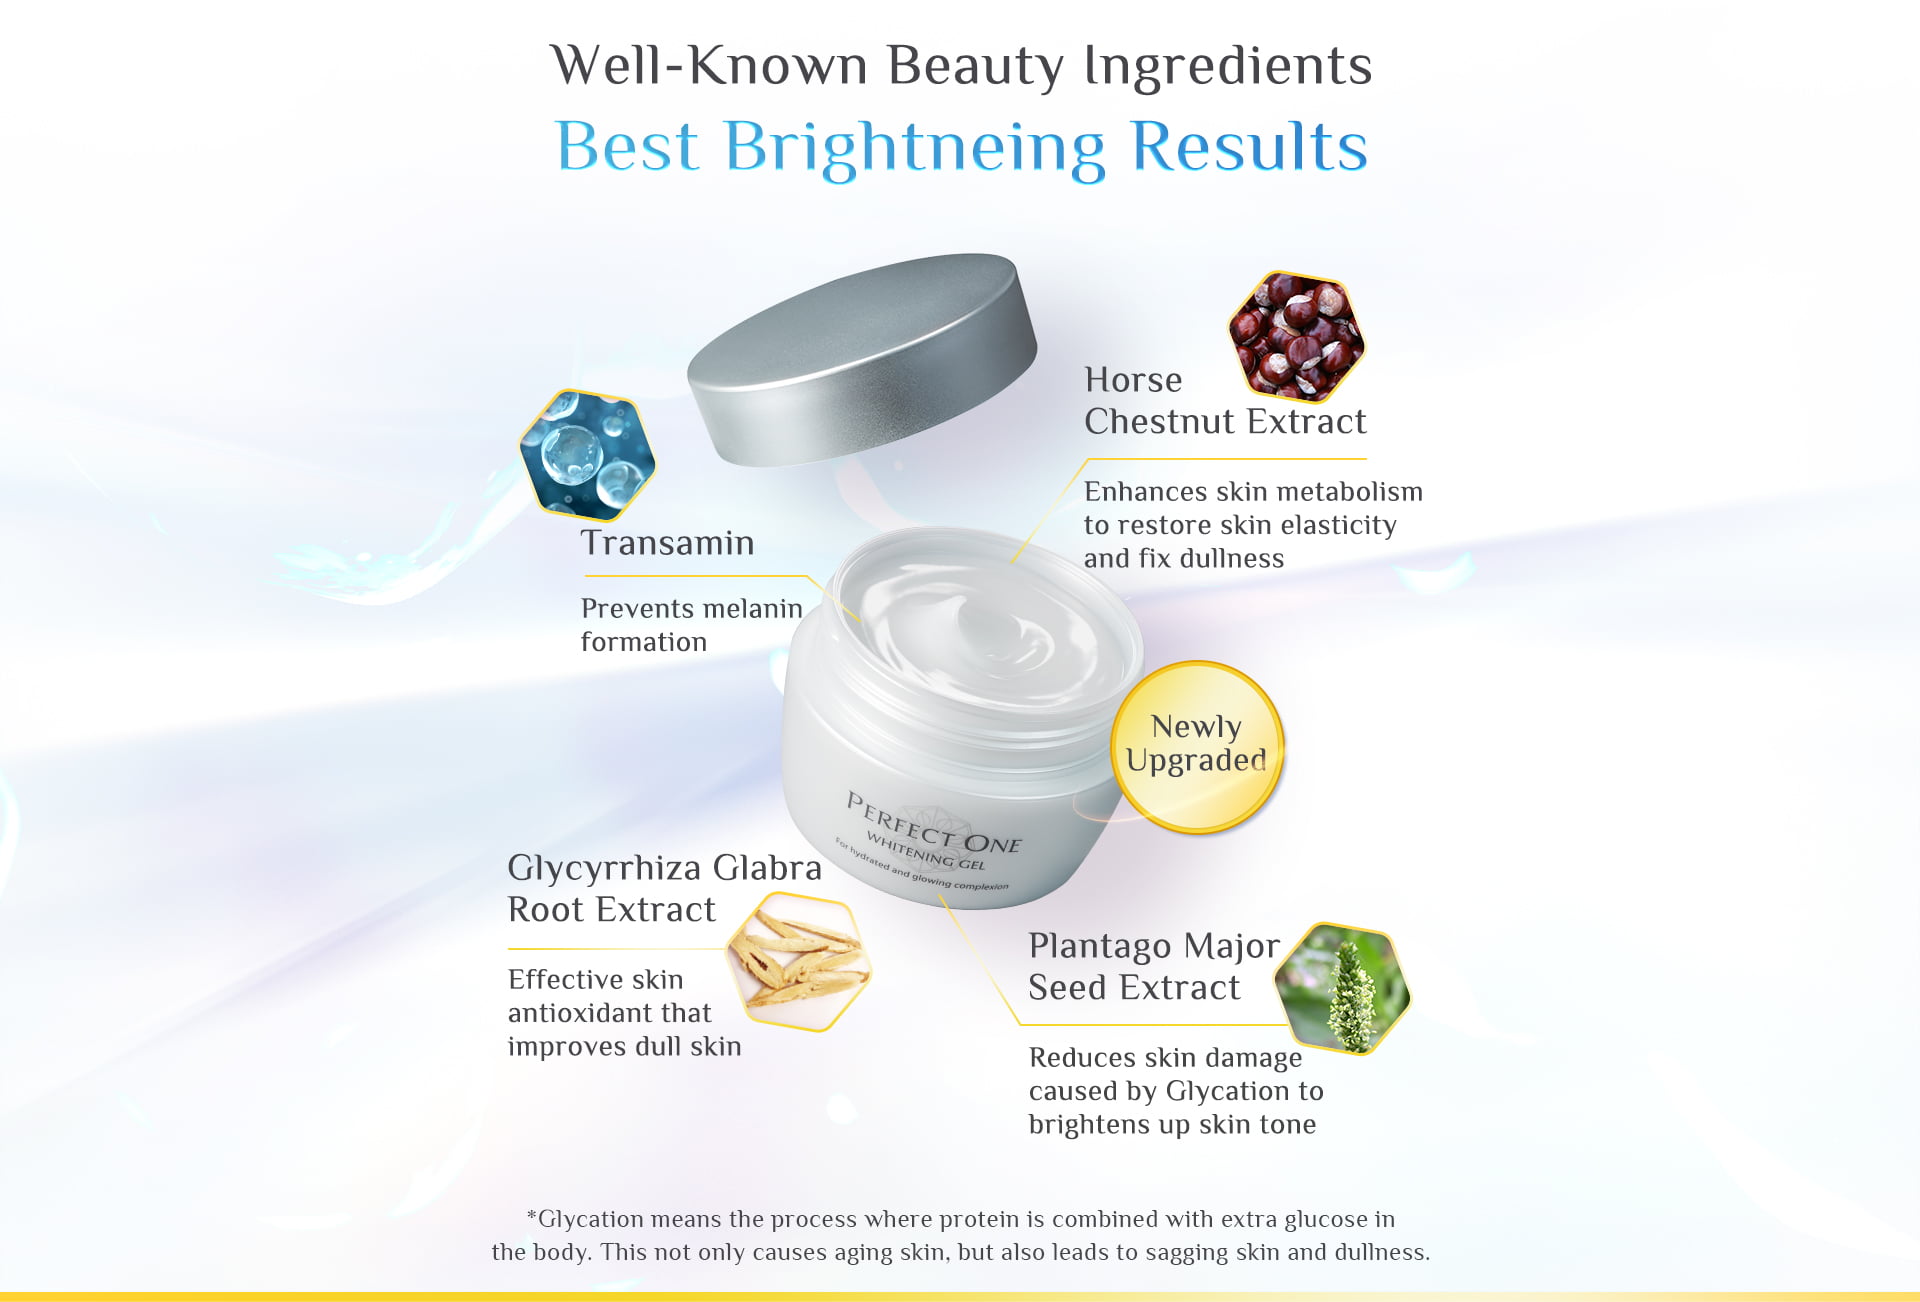 Well-Known Beauty Ingredients
Best Brightneing Results
Horse
Chestnut Extract
Enhances skin metabolism
to restore skin elasticity
and fix dullness
Transamin
Prevents melanin
formation
Newly
Upgraded
PERFECT ONE
WHITENING GEL
For hydrated and glowing complexion
Glycyrrhiza Glabra
Root Extract
Effective skin
antioxidant that
improves dull skin
Plantago Major
Seed Extract
Reduces skin damage
caused by Glycation to
brightens up skin tone
*Glycation means the process where protein is combined with extra glucose in
the body. This not only causes aging skin, but also leads to sagging skin and dullness.